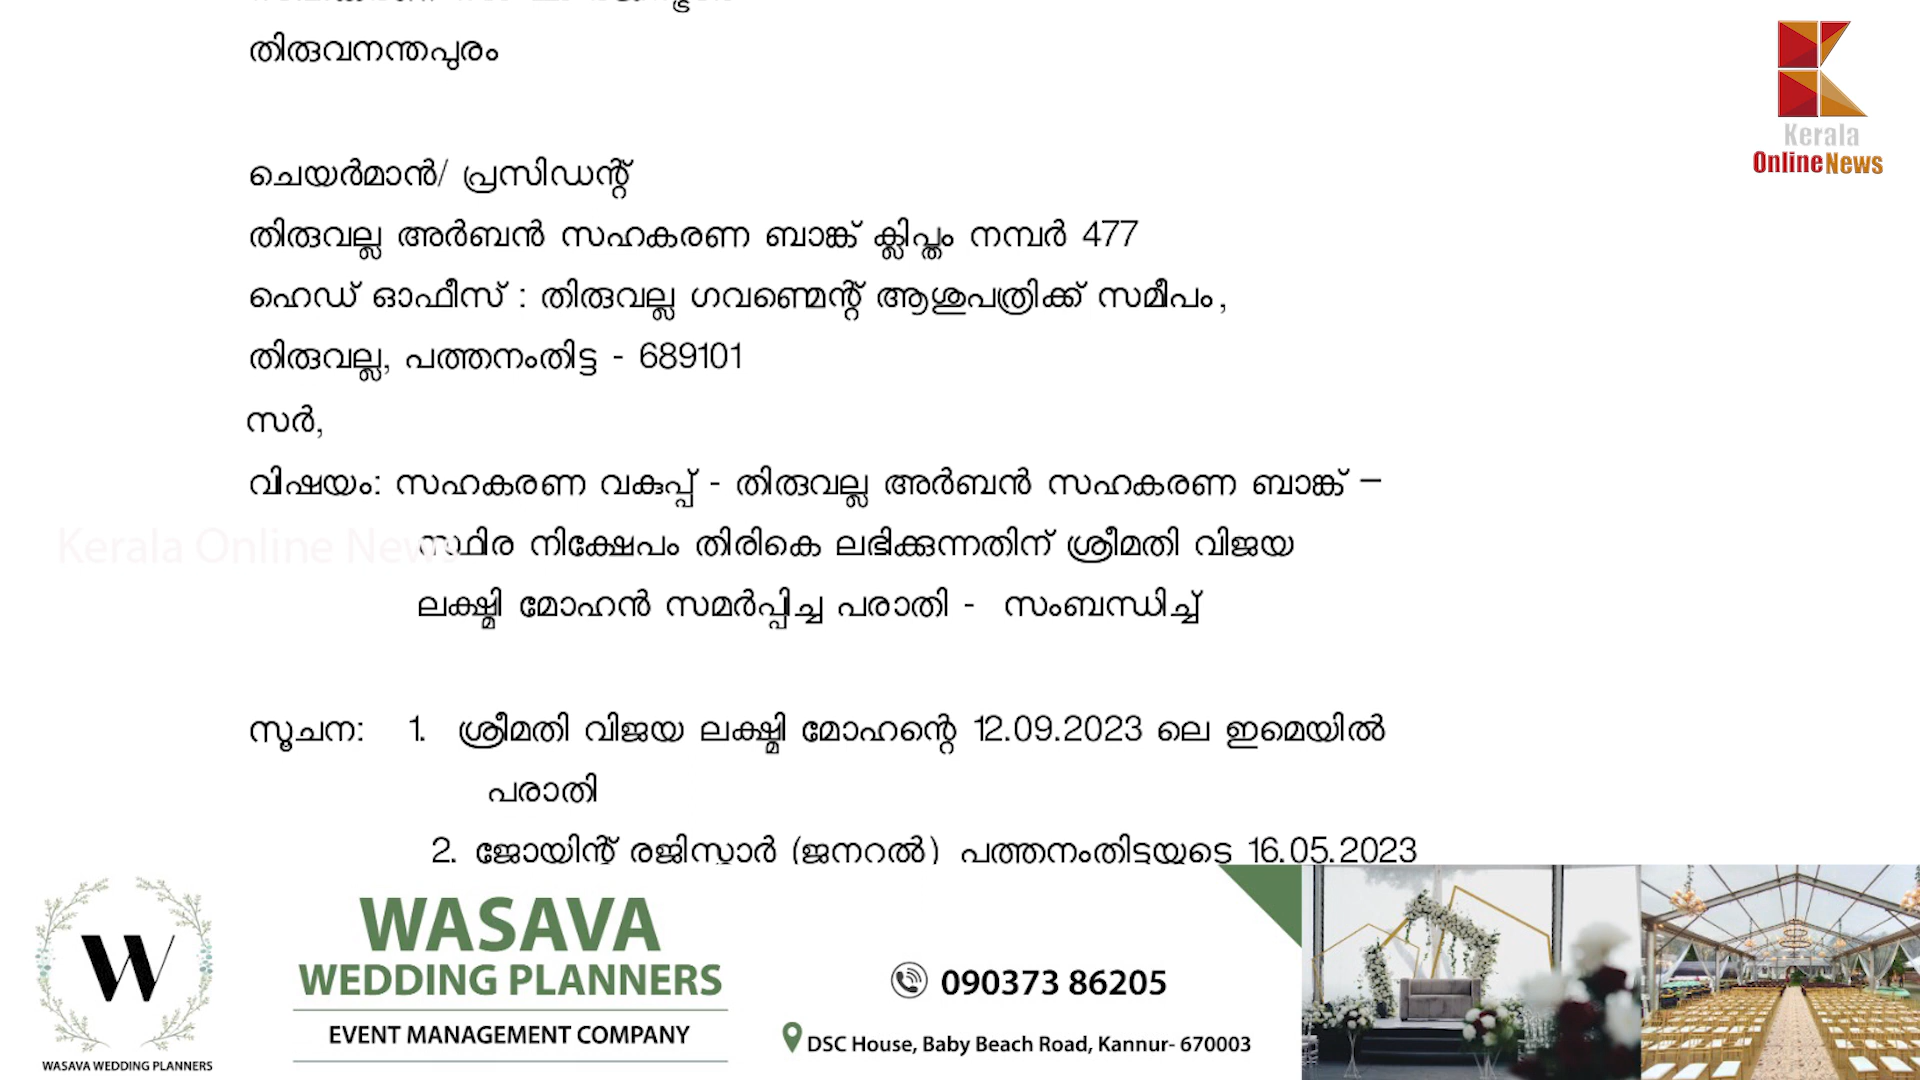 തിരുവനന്തപുരം
Kerala
OnlineNews
ചെയർമാൻ/ പ്രസിഡന്റ്
തിരുവല്ല അർബൻ സഹകരണ ബാങ്ക് ക്ലിപ്തം നമ്പർ 477
ഹെഡ് ഓഫീസ് : തിരുവല്ല ഗവണ്മെന്റ് ആശുപത്രിക്ക് സമീപം,
തിരുവല്ല, പത്തനംതിട്ട - 689101
സർ,
വിഷയം: സഹകരണ വകുപ്പ് - തിരുവല്ല അർബൻ സഹകരണ ബാങ്ക് –
Kerala Online News
സ്ഥിര നിക്ഷേപം തിരികെ ലഭിക്കുന്നതിന് ശ്രീമതി വിജയ
ലക്ഷ്മി മോഹൻ സമർപ്പിച്ച പരാതി - സംബന്ധിച്ച്
സൂചന: 1. ശ്രീമതി വിജയ ലക്ഷ്മി മോഹന്റെ 12.09.2023 ലെ ഇമെയിൽ
പരാതി
2. ജോയിന്റ് രജിസ്ട്രാർ (ജനറൽ) പത്തനംതിട്ടയുടെ 16.05.2023
W
WASAVA WEDDING PLANNERS
WASAVA
WEDDING PLANNERS
EVENT MANAGEMENT COMPANY
090373 86205
DSC House, Baby Beach Road, Kannur- 670003